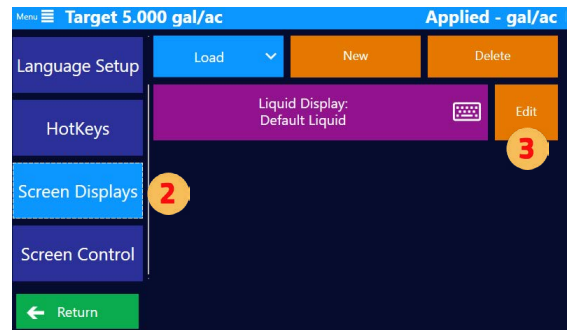 Menu Target 5.000 gal/ac Applied - gal/ac
Language Setup
Load New Delete
Liquid Display:
Default Liquid
Edit
HotKeys
3
Screen Displays 2
Screen Control
Return